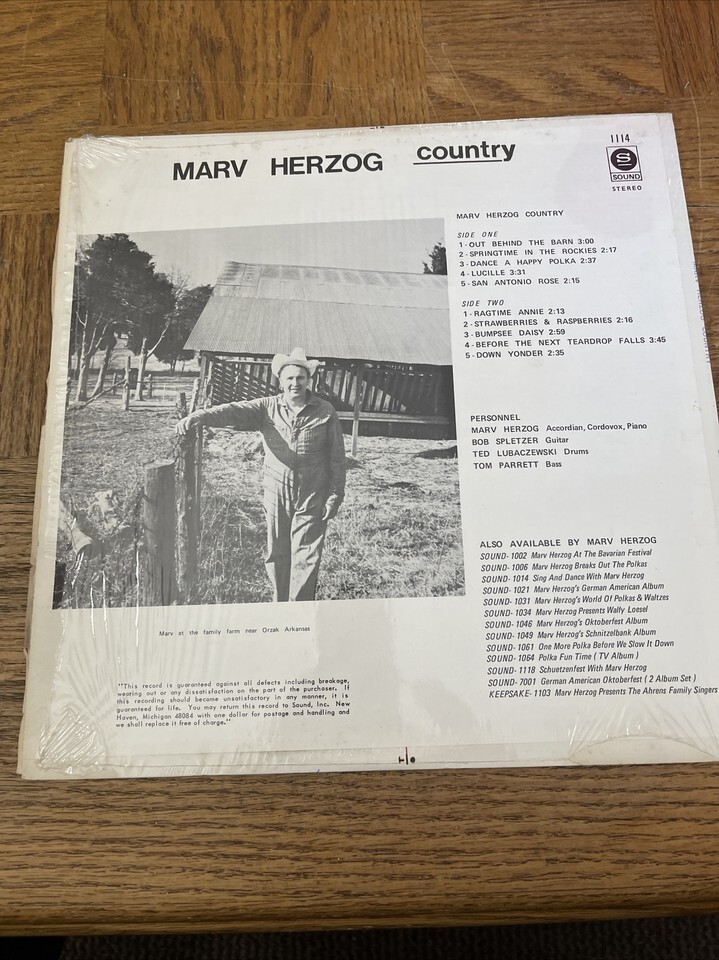 MARV HERZOG country
1114
S
SOUND
STEREO
MARV HERZOG COUNTRY
SIDE ONE
1-OUT BEHIND THE BARN 3:00
2-SPRINGTIME IN THE ROCKIES 2:17
3-DANCE A HAPPY POLKA 2:37
4-LUCILLE 3:31
5-SAN ANTONIO ROSE 2:15
SIDE TWO
1-RAGTIME ANNIE 2:13
2-STRAWBERRIES & RASPBERRIES 2:16
3-BUMPSEE DAISY 2:59
4-BEFORE THE NEXT TEARDROP FALLS 3:45
5-DOWN YONDER 2:35
PERSONNEL
MARV HERZOG Accordian, Cordovox, Piano
BOB SPLETZER Guitar
TED LUBACZEWSKI Drums
TOM PARRETT Bass
ALSO AVAILABLE BY MARV HERZOG
SOUND-1002 Marv Herzog At The Bavarian Festival
SOUND-1006 Marv Herzog Breaks Out The Polkas
SOUND-1014 Sing And Dance With Marv Herzog
SOUND-1021 Marv Herzog's German American Album
SOUND-1031 Marv Herzog's World Of Polkas & Waltzes
SOUND-1034 Marv Herzog Presents Wally Loesel
SOUND-1046 Marv Herzog's Oktoberfest Album
SOUND-1049 Marv Herzog's Schnitzelbank Album
SOUND-1061 One More Polka Before We Slow It Down
SOUND-1064 Polka Fun Time ( TV Album )
SOUND-1118 Schuetzenfest With Marv Herzog
SOUND-7001 German American Oktoberfest ( 2 Album Set )
KEEPSAKE-1103 Marv Herzog Presents The Ahrens Family Singers
Marv at the family farm near Orzak Arkansas
"This record is guaranteed against all defects including breakage,
wearing out or any dissatisfaction on the part of the purchaser. If
this recording should become unsatisfactory in any manner, it is
guaranteed for life. You may return this record to Sound, Inc. New
Haven, Michigan 48084 with one dollar for postage and handling and
we shall replace it free of charge."